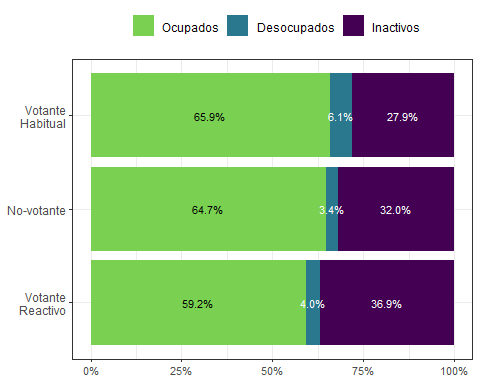 Ocupados Desocupados Inactivos
Votante
Habitual
65.9% 6.1% 27.9%
No-votante
64.7% 3.4% 32.0%
Votante
Reactivo
59.2% 4.0% 36.9%
0% 25% 50% 75% 100%